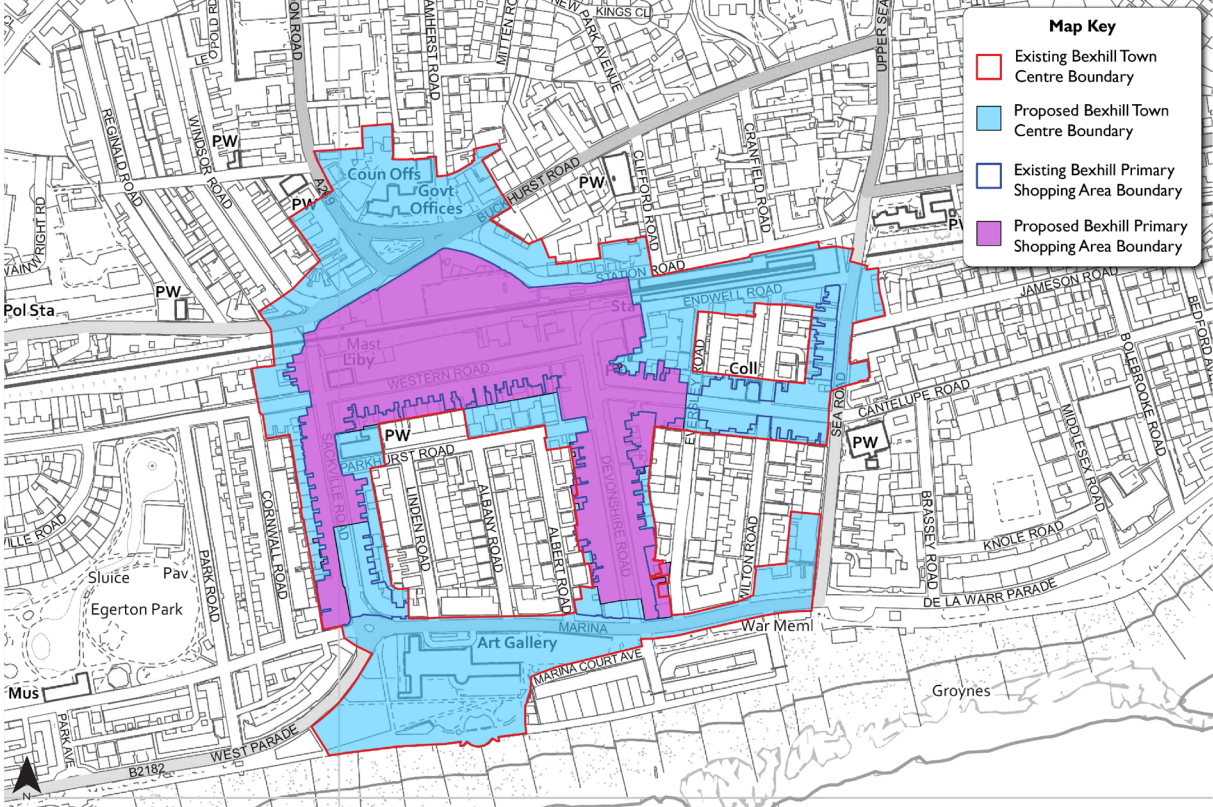 Map Key
Existing Bexhill Town
Centre Boundary
Proposed Bexhill Town
Centre Boundary
Existing Bexhill Primary
Shopping Area Boundary
Proposed Bexhill Primary
Shopping Area Boundary
KINGS CL
NEW PARK AVENUE
AMHERST ROAD
REGINALD ROAD
WINDSOR ROAD
PW
CLIFFORD ROAD
CRANFIELD ROAD
Coun Offs
Govt
Offices
BUCKHURST ROAD
PW
PW
STATION ROAD
ENDWELL ROAD
JAMESON ROAD
PW
Pol Sta
Sta
Mast
Liby
WESTERN ROAD
Coll
SEA ROAD
CANTELUPE ROAD
BOLEBROOKE ROAD
MIDDLESEY ROAD
PW
PW
PARKHURST ROAD
SACKVILLE ROAD
DEVONSHIRE ROAD
LINDEN ROAD
ALBANY ROAD
ALBERT ROAD
WILTON ROAD
CORNWALL ROAD
PARK ROAD
BRASSEY ROAD
KNOLE ROAD
DE LA WARR PARADE
Sluice
Pav
Egerton Park
MARINA
War Meml
Art Gallery
MARINA COURT AVE
Mus
PARK AVE
WEST PARADE
B2182
Groynes
N